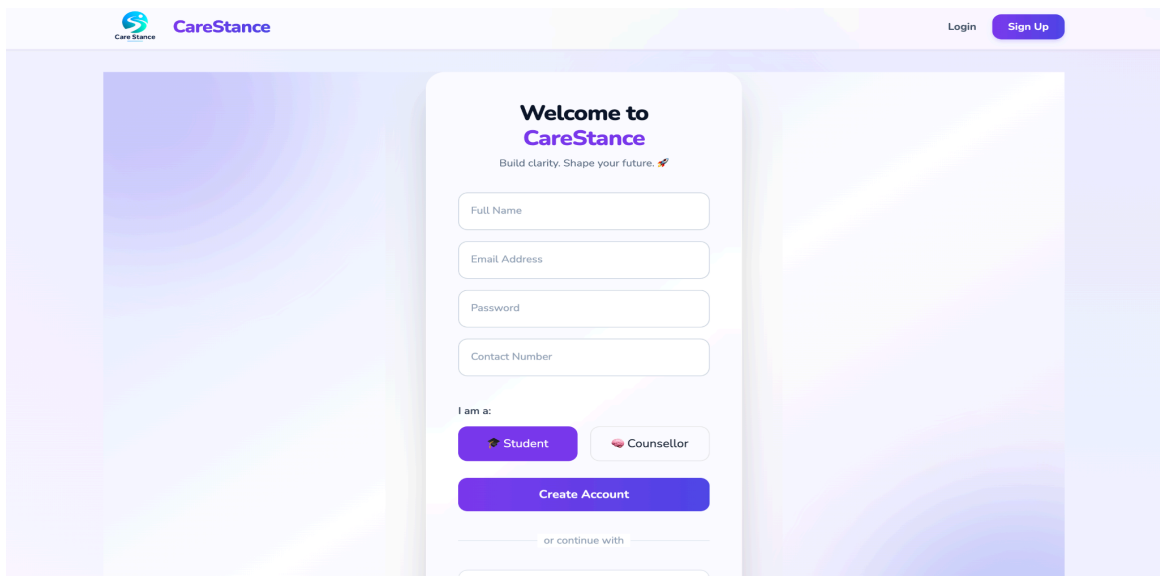 Care Stance
CareStance
Login
Sign Up
Welcome to
CareStance
Build clarity. Shape your future. 🚀
Full Name
Email Address
Password
Contact Number
I am a:
🎓 Student
🧠 Counsellor
Create Account
or continue with